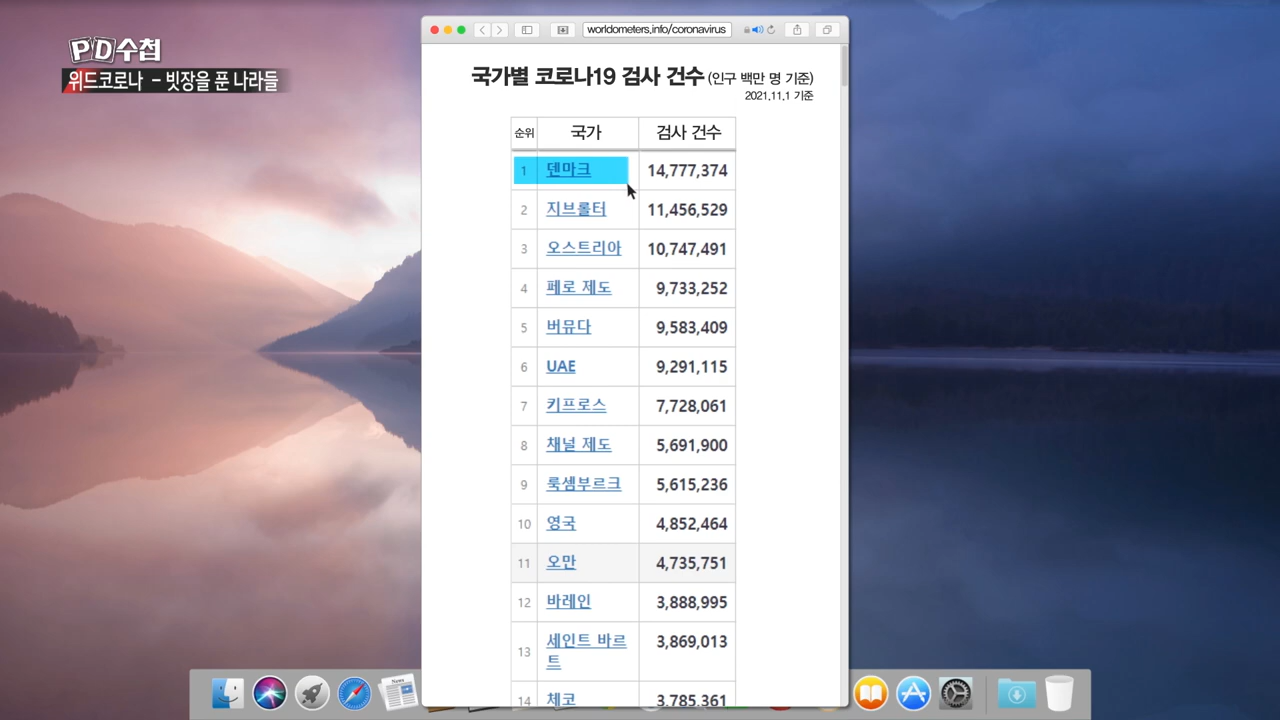 PD수첩
위드코로나 - 빗장을 푼 나라들
worldometers.info/coronavirus
국가별 코로나19 검사 건수 (인구 백만 명 기준)
2021.11.1 기준
순위 국가 검사 건수
1 덴마크 14,777,374
2 지브롤터 11,456,529
3 오스트리아 10,747,491
4 페로 제도 9,733,252
5 버뮤다 9,583,409
6 UAE 9,291,115
7 키프로스 7,728,061
8 채널 제도 5,691,900
9 룩셈부르크 5,615,236
10 영국 4,852,464
11 오만 4,735,751
12 바레인 3,888,995
13 세인트 바르
트 3,869,013
14 체코 3,785,361
News